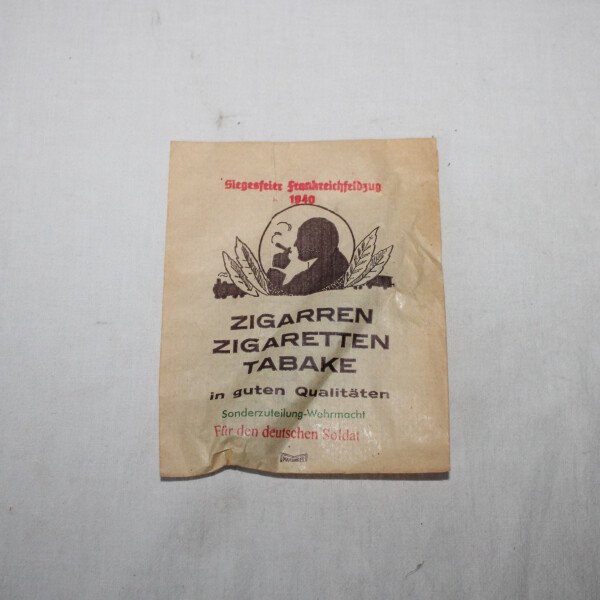 Siegesfeier Frankreichfeldzug
1940
ZIGARREN
ZIGARETTEN
TABAKE
in guten Qualitäten
Sonderzuteilung-Wehrmacht
Für den deutschen Soldat